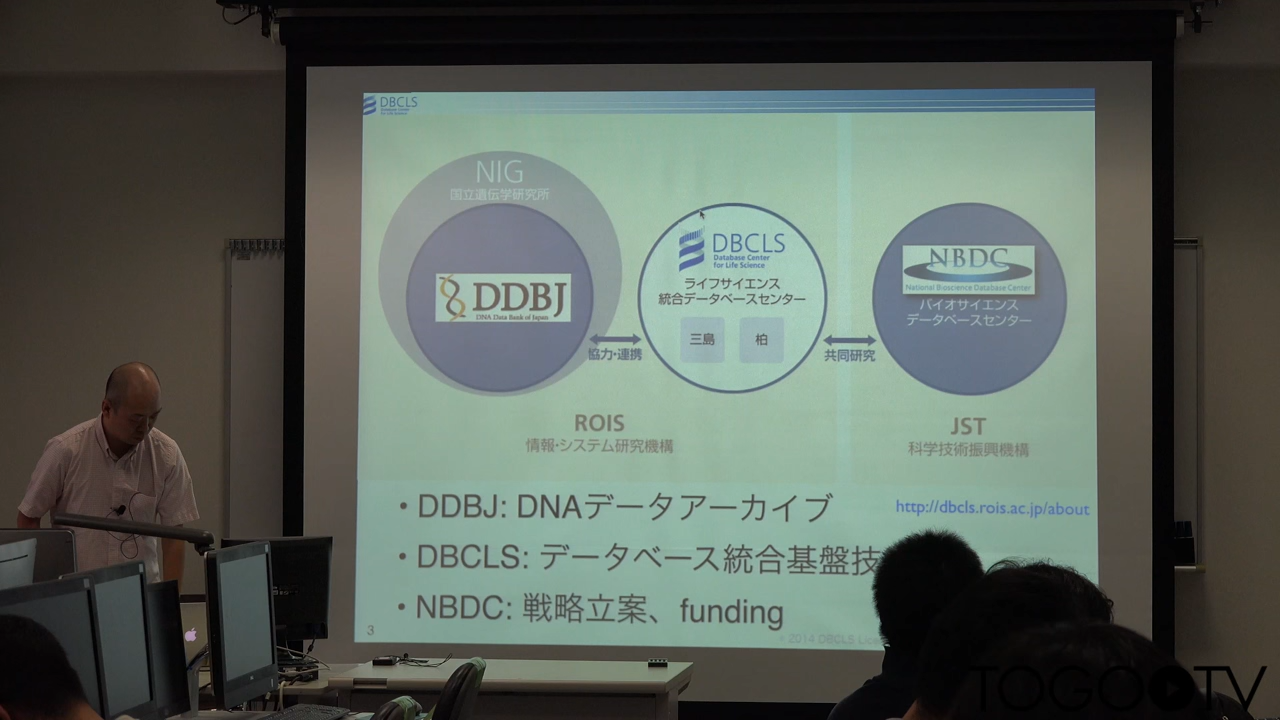 DBCLS
NIG
国立遺伝学研究所
DDBJ
DNA Data Bank of Japan
DBCLS
Database Center
for Life Science
ライフサイエンス
統合データベースセンター
三島
柏
NBDC
National Bioscience Database Center
バイオサイエンス
データベースセンター
協力・連携
共同研究
ROIS
情報・システム研究機構
JST
科学技術振興機構
・DDBJ: DNAデータアーカイブ
http://dbcls.rois.ac.jp/about
・DBCLS: データベース統合基盤技
・NBDC: 戦略立案、funding
3
2014 DBCLS
TOGOTV